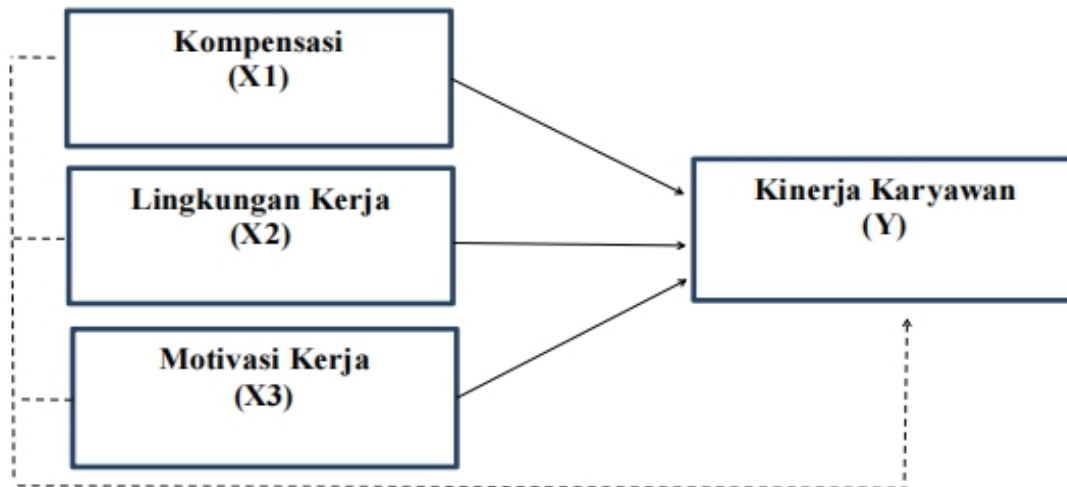 Kompensasi
(X1)
Lingkungan Kerja
(X2)
Motivasi Kerja
(X3)
Kinerja Karyawan
(Y)